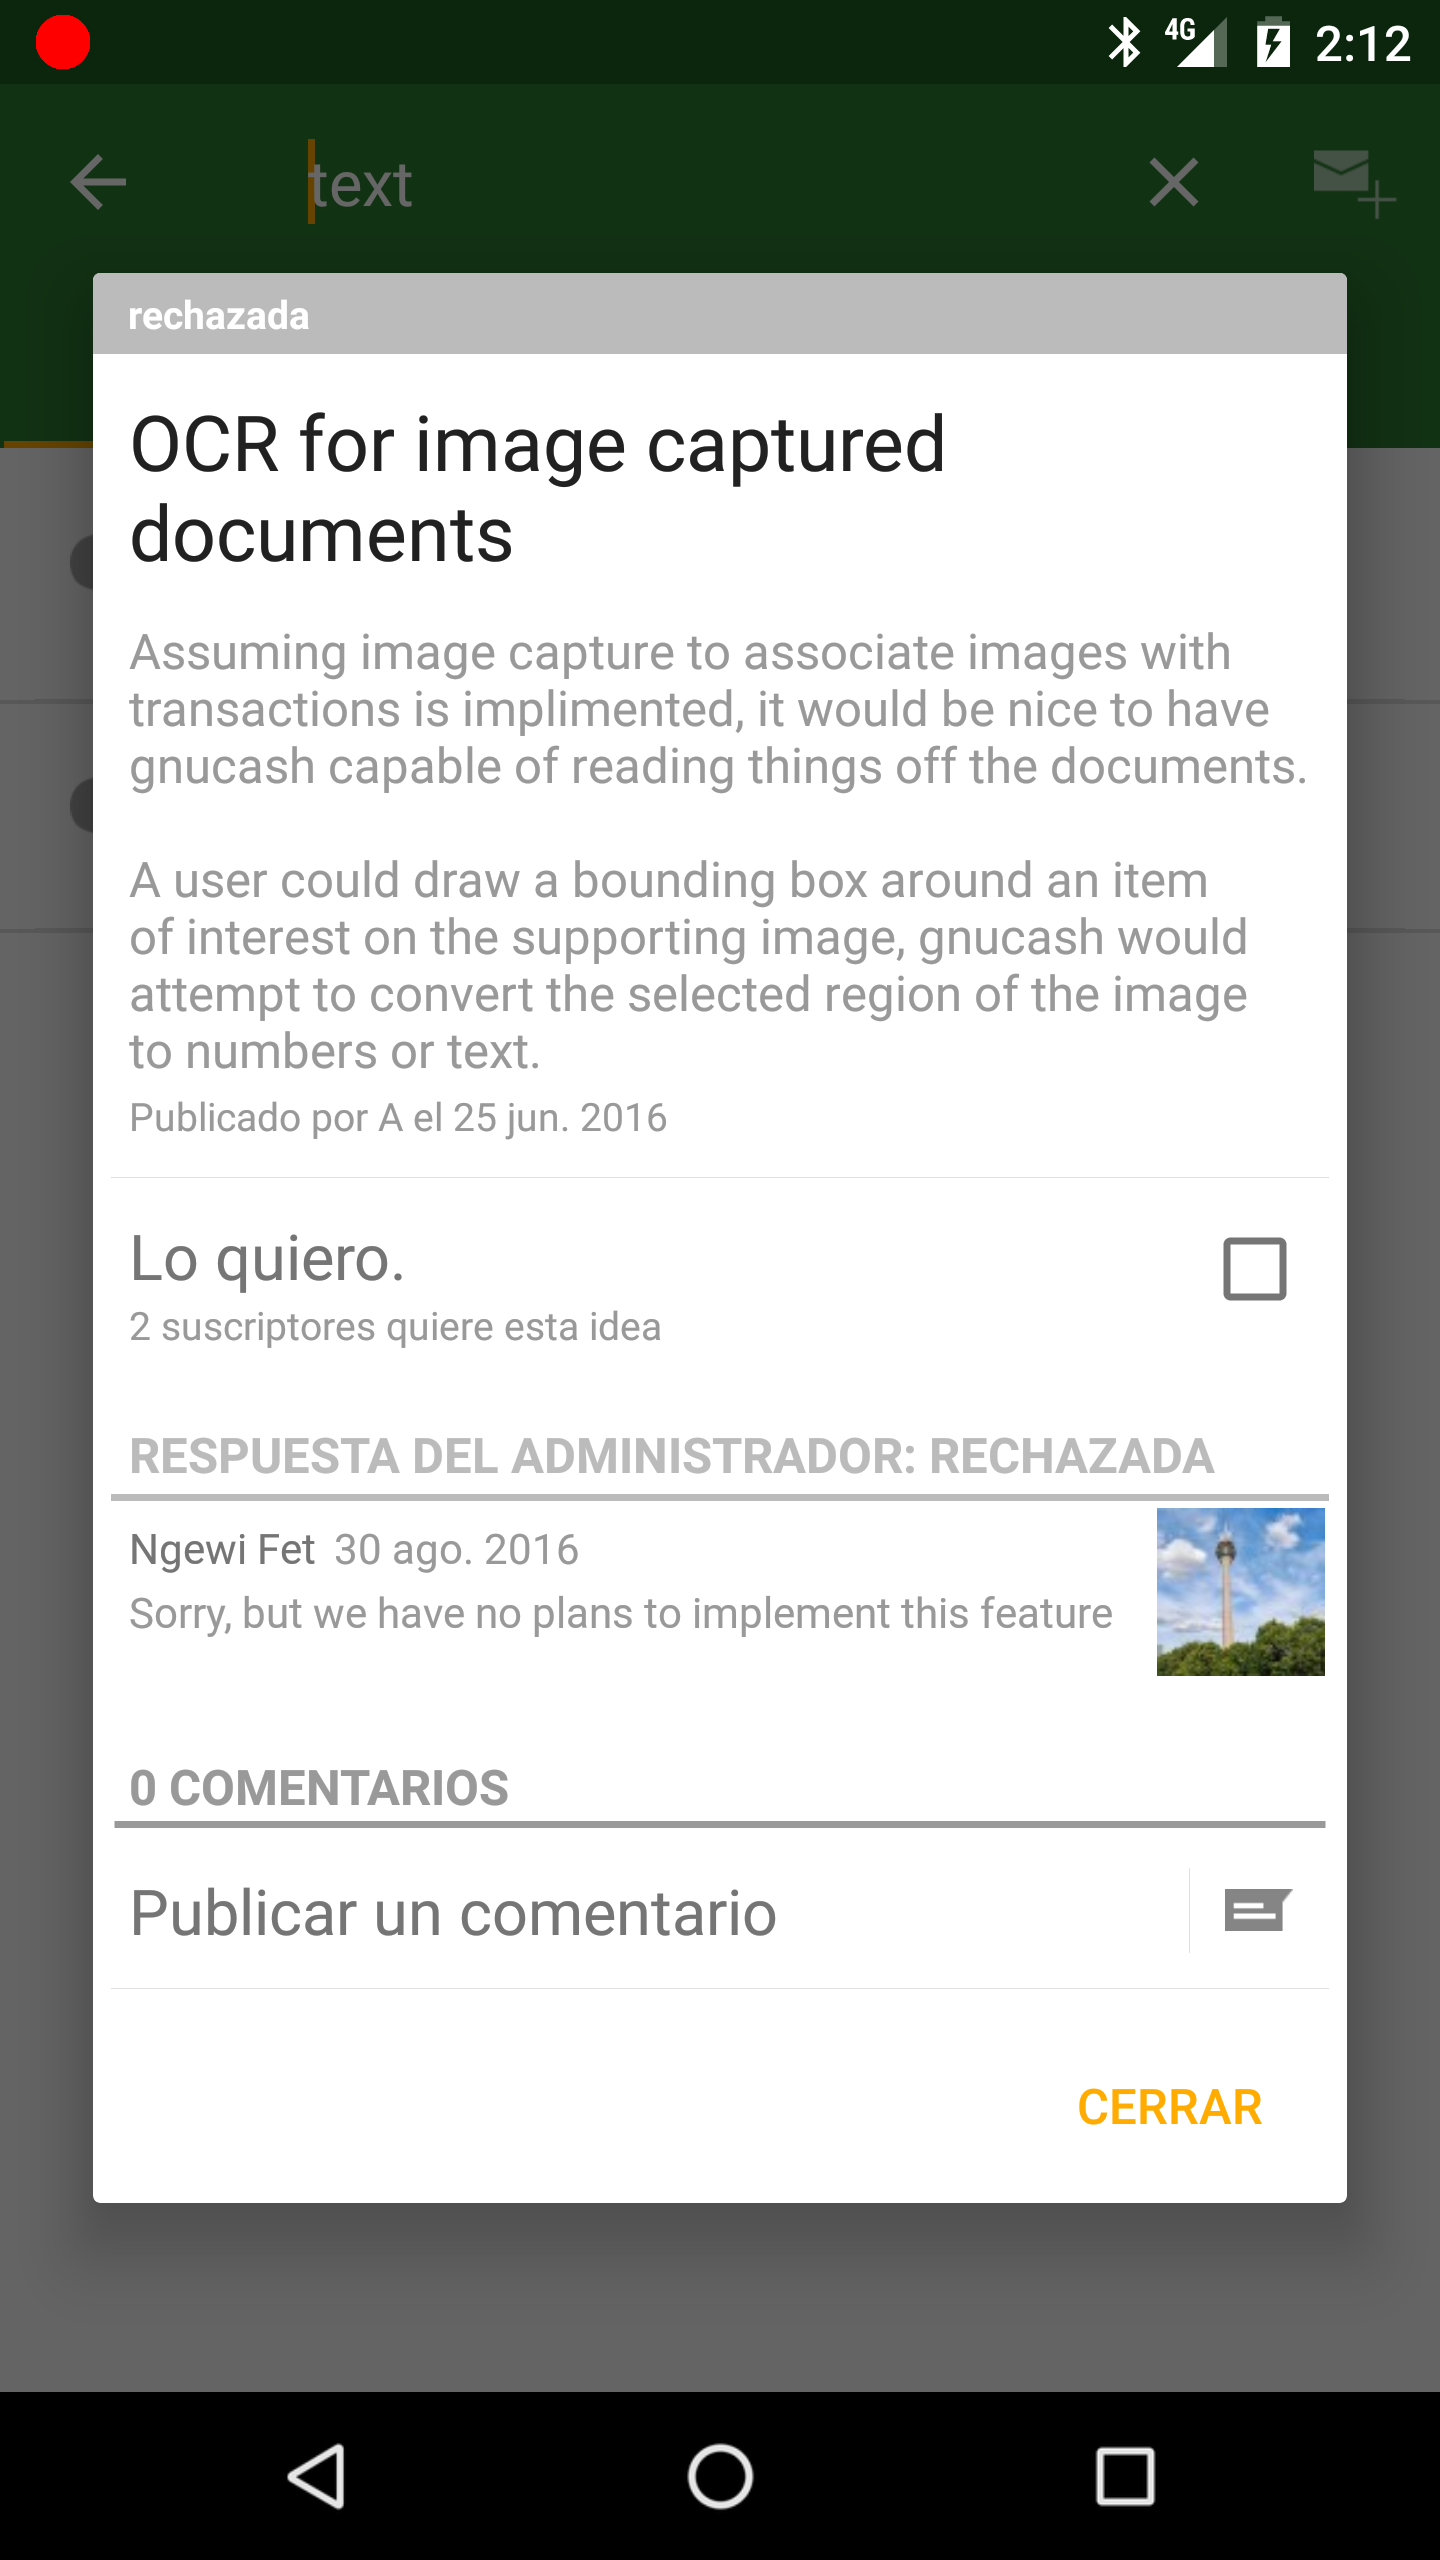 4G 2:12
text
rechazada
OCR for image captured
documents
Assuming image capture to associate images with
transactions is implimented, it would be nice to have
gnucash capable of reading things off the documents.
A user could draw a bounding box around an item
of interest on the supporting image, gnucash would
attempt to convert the selected region of the image
to numbers or text.
Publicado por A el 25 jun. 2016
Lo quiero.
2 suscriptores quiere esta idea
RESPUESTA DEL ADMINISTRADOR: RECHAZADA
Ngewi Fet 30 ago. 2016
Sorry, but we have no plans to implement this feature
0 COMENTARIOS
Publicar un comentario
CERRAR